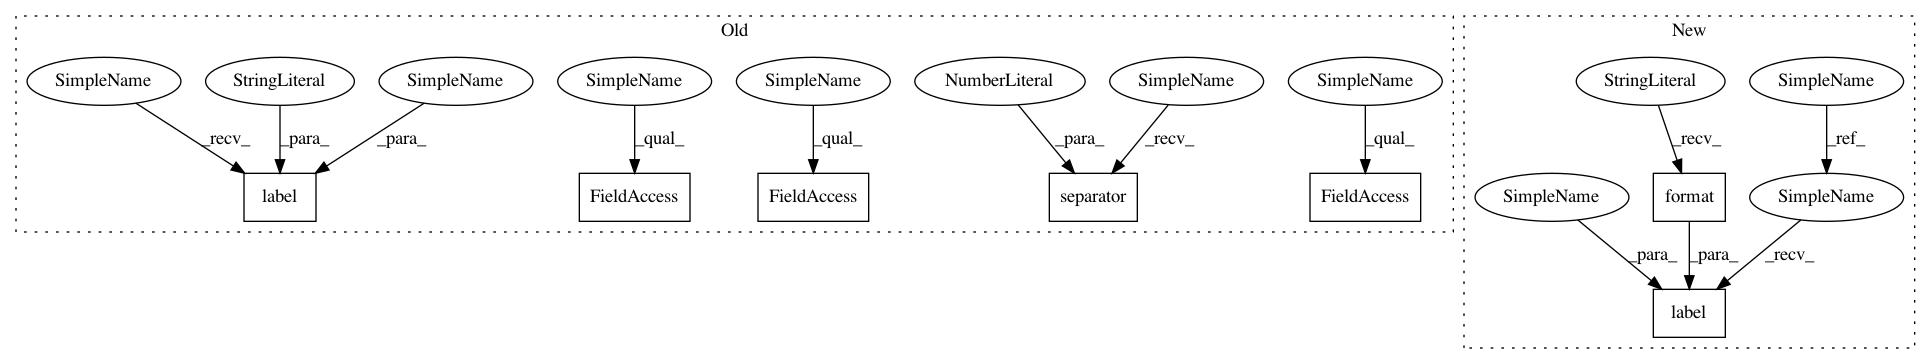 Old
New
SimpleName
StringLiteral
SimpleName
SimpleName
SimpleName
NumberLiteral
SimpleName
SimpleName
StringLiteral
SimpleName
_recv_
_para_
_para_
_qual_
_qual_
_para_
_recv_
_qual_
_recv_
_ref_
label
FieldAccess
FieldAccess
separator
FieldAccess
SimpleName
format
SimpleName
_para_
_para_
_recv_
label